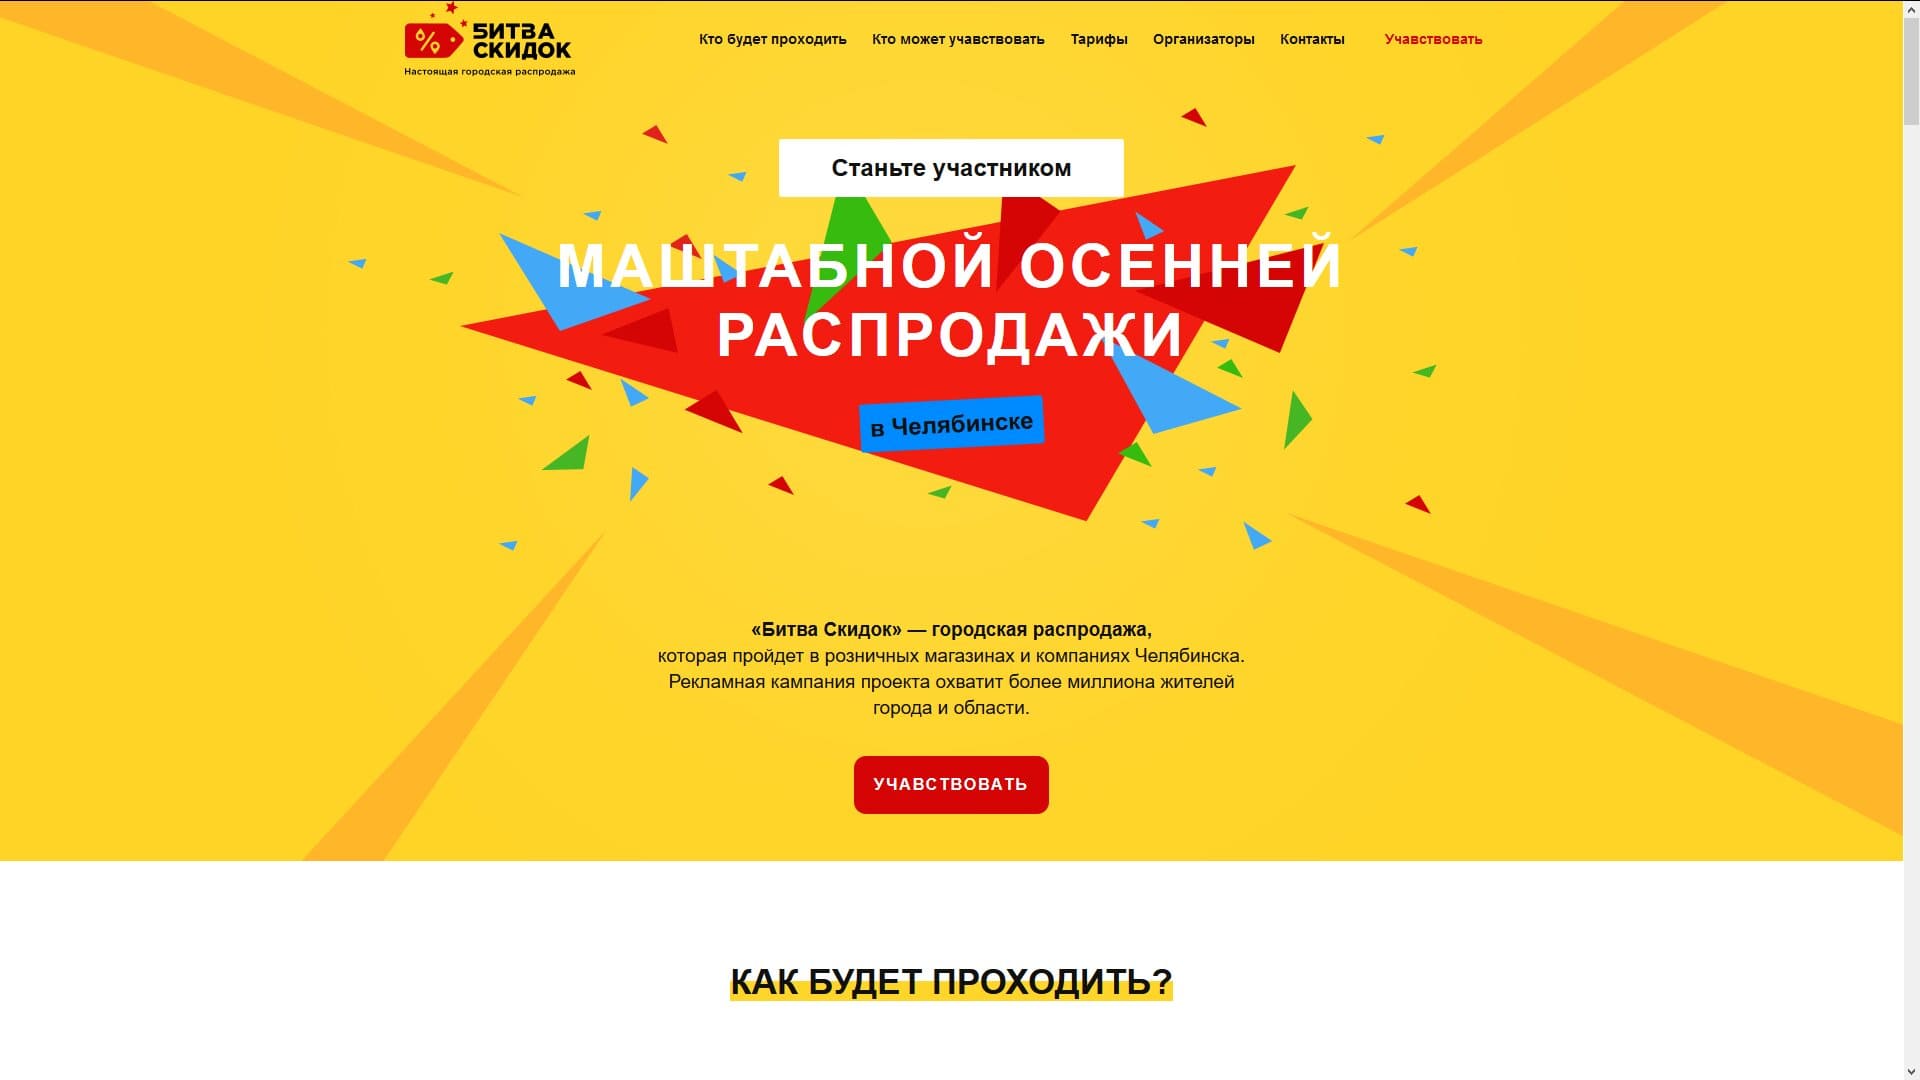 БИТВА
СКИДОК
Настоящая городская распродажа
Кто будет проходить Кто может учавствовать Тарифы Организаторы Контакты Учавствовать
Станьте участником
МАШТАБНОЙ ОСЕННЕЙ
РАСПРОДАЖИ
в Челябинске
«Битва Скидок» — городская распродажа,
которая пройдет в розничных магазинах и компаниях Челябинска.
Рекламная кампания проекта охватит более миллиона жителей
города и области.
УЧАВСТВОВАТЬ
КАК БУДЕТ ПРОХОДИТЬ?